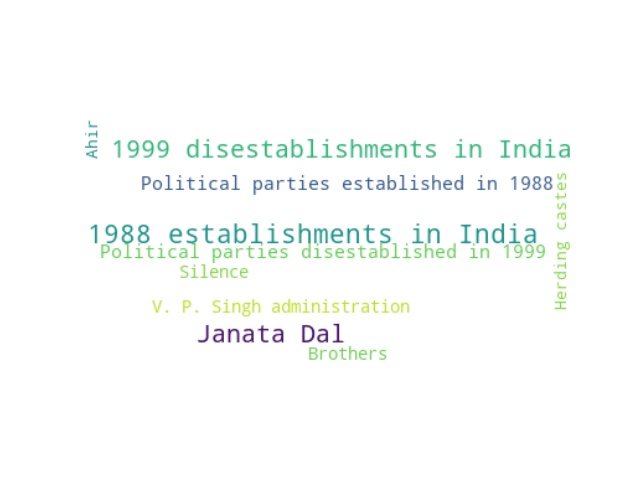 Ahir
1999 disestablishments in India
Political parties established in 1988
Herding castes
1988 establishments in India
Political parties disestablished in 1999
Silence
V. P. Singh administration
Janata Dal
Brothers